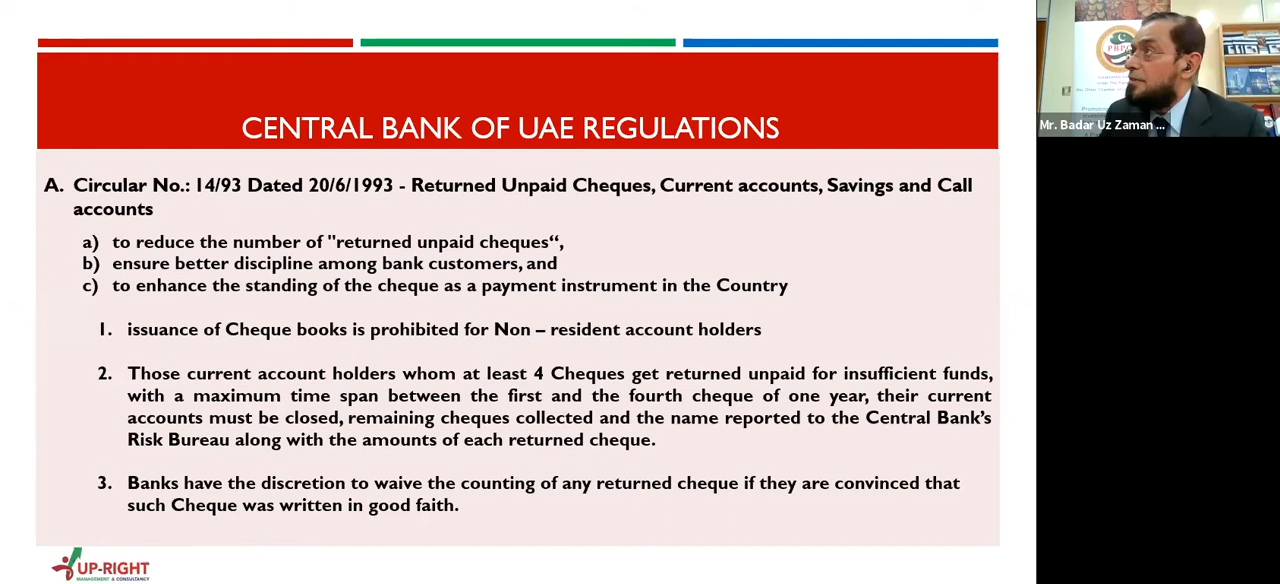 CENTRAL BANK OF UAE REGULATIONS
A. Circular No.: 14/93 Dated 20/6/1993 - Returned Unpaid Cheques, Current accounts, Savings and Call
accounts
a) to reduce the number of "returned unpaid cheques“,
b) ensure better discipline among bank customers, and
c) to enhance the standing of the cheque as a payment instrument in the Country
1. issuance of Cheque books is prohibited for Non – resident account holders
2. Those current account holders whom at least 4 Cheques get returned unpaid for insufficient funds,
with a maximum time span between the first and the fourth cheque of one year, their current
accounts must be closed, remaining cheques collected and the name reported to the Central Bank’s
Risk Bureau along with the amounts of each returned cheque.
3. Banks have the discretion to waive the counting of any returned cheque if they are convinced that
such Cheque was written in good faith.
UP-RIGHT
MANAGEMENT & CONSULTANCY
Mr. Badar Uz Zaman ...